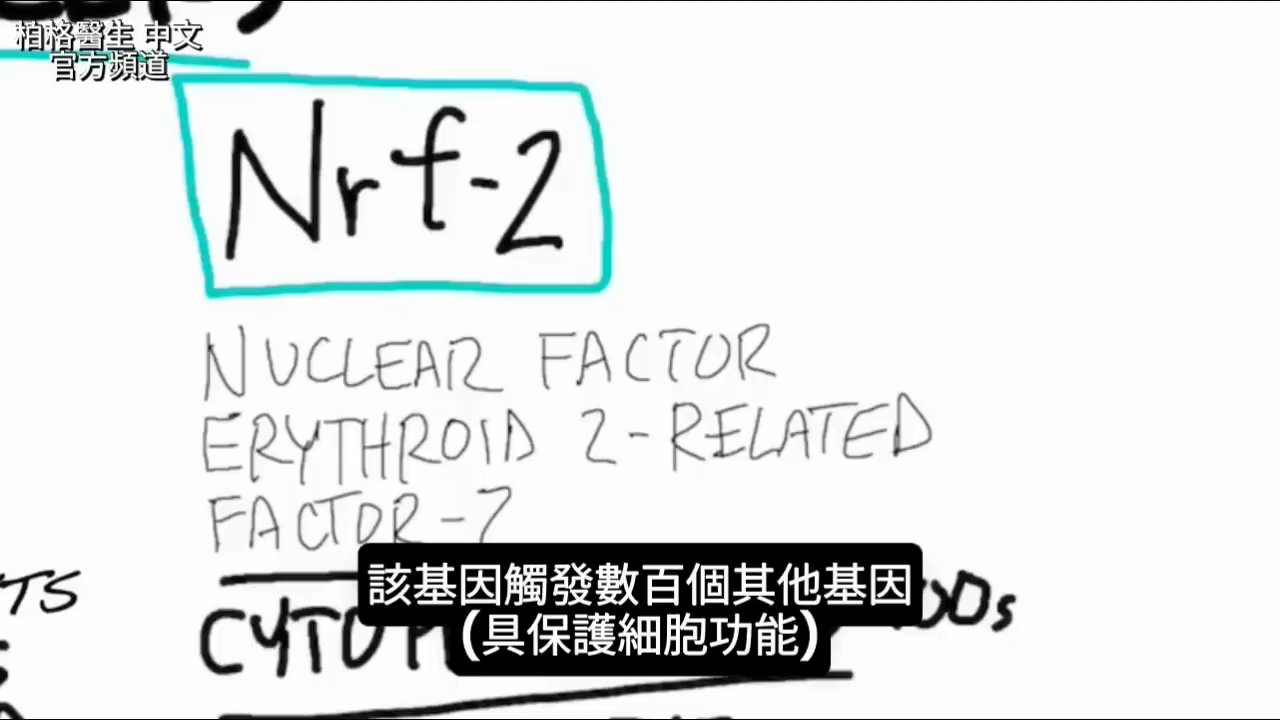 柏格醫生 中文
官方頻道
Nrf-2
NUCLEAR FACTOR
ERYTHROID 2-RELATED
FACTOR-2
該基因觸發數百個其他基因
(具保護細胞功能)